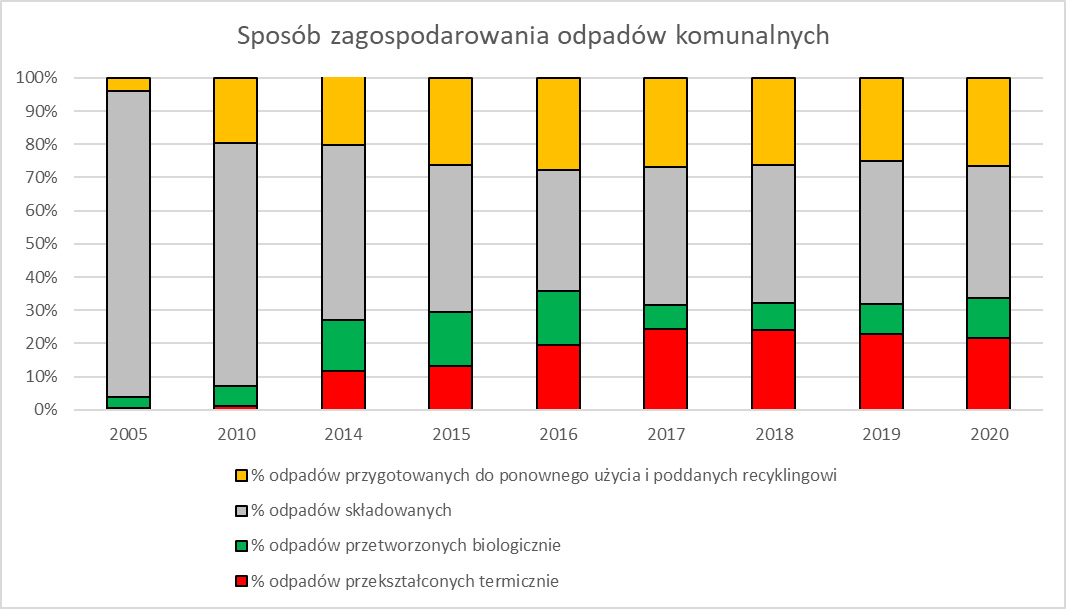 Sposób zagospodarowania odpadów komunalnych
100%
90%
80%
70%
60%
50%
40%
30%
20%
10%
0%
2005 2010 2014 2015 2016 2017 2018 2019 2020
% odpadów przygotowanych do ponownego użycia i poddanych recyklingowi
% odpadów składowanych
% odpadów przetworzonych biologicznie
% odpadów przekształconych termicznie